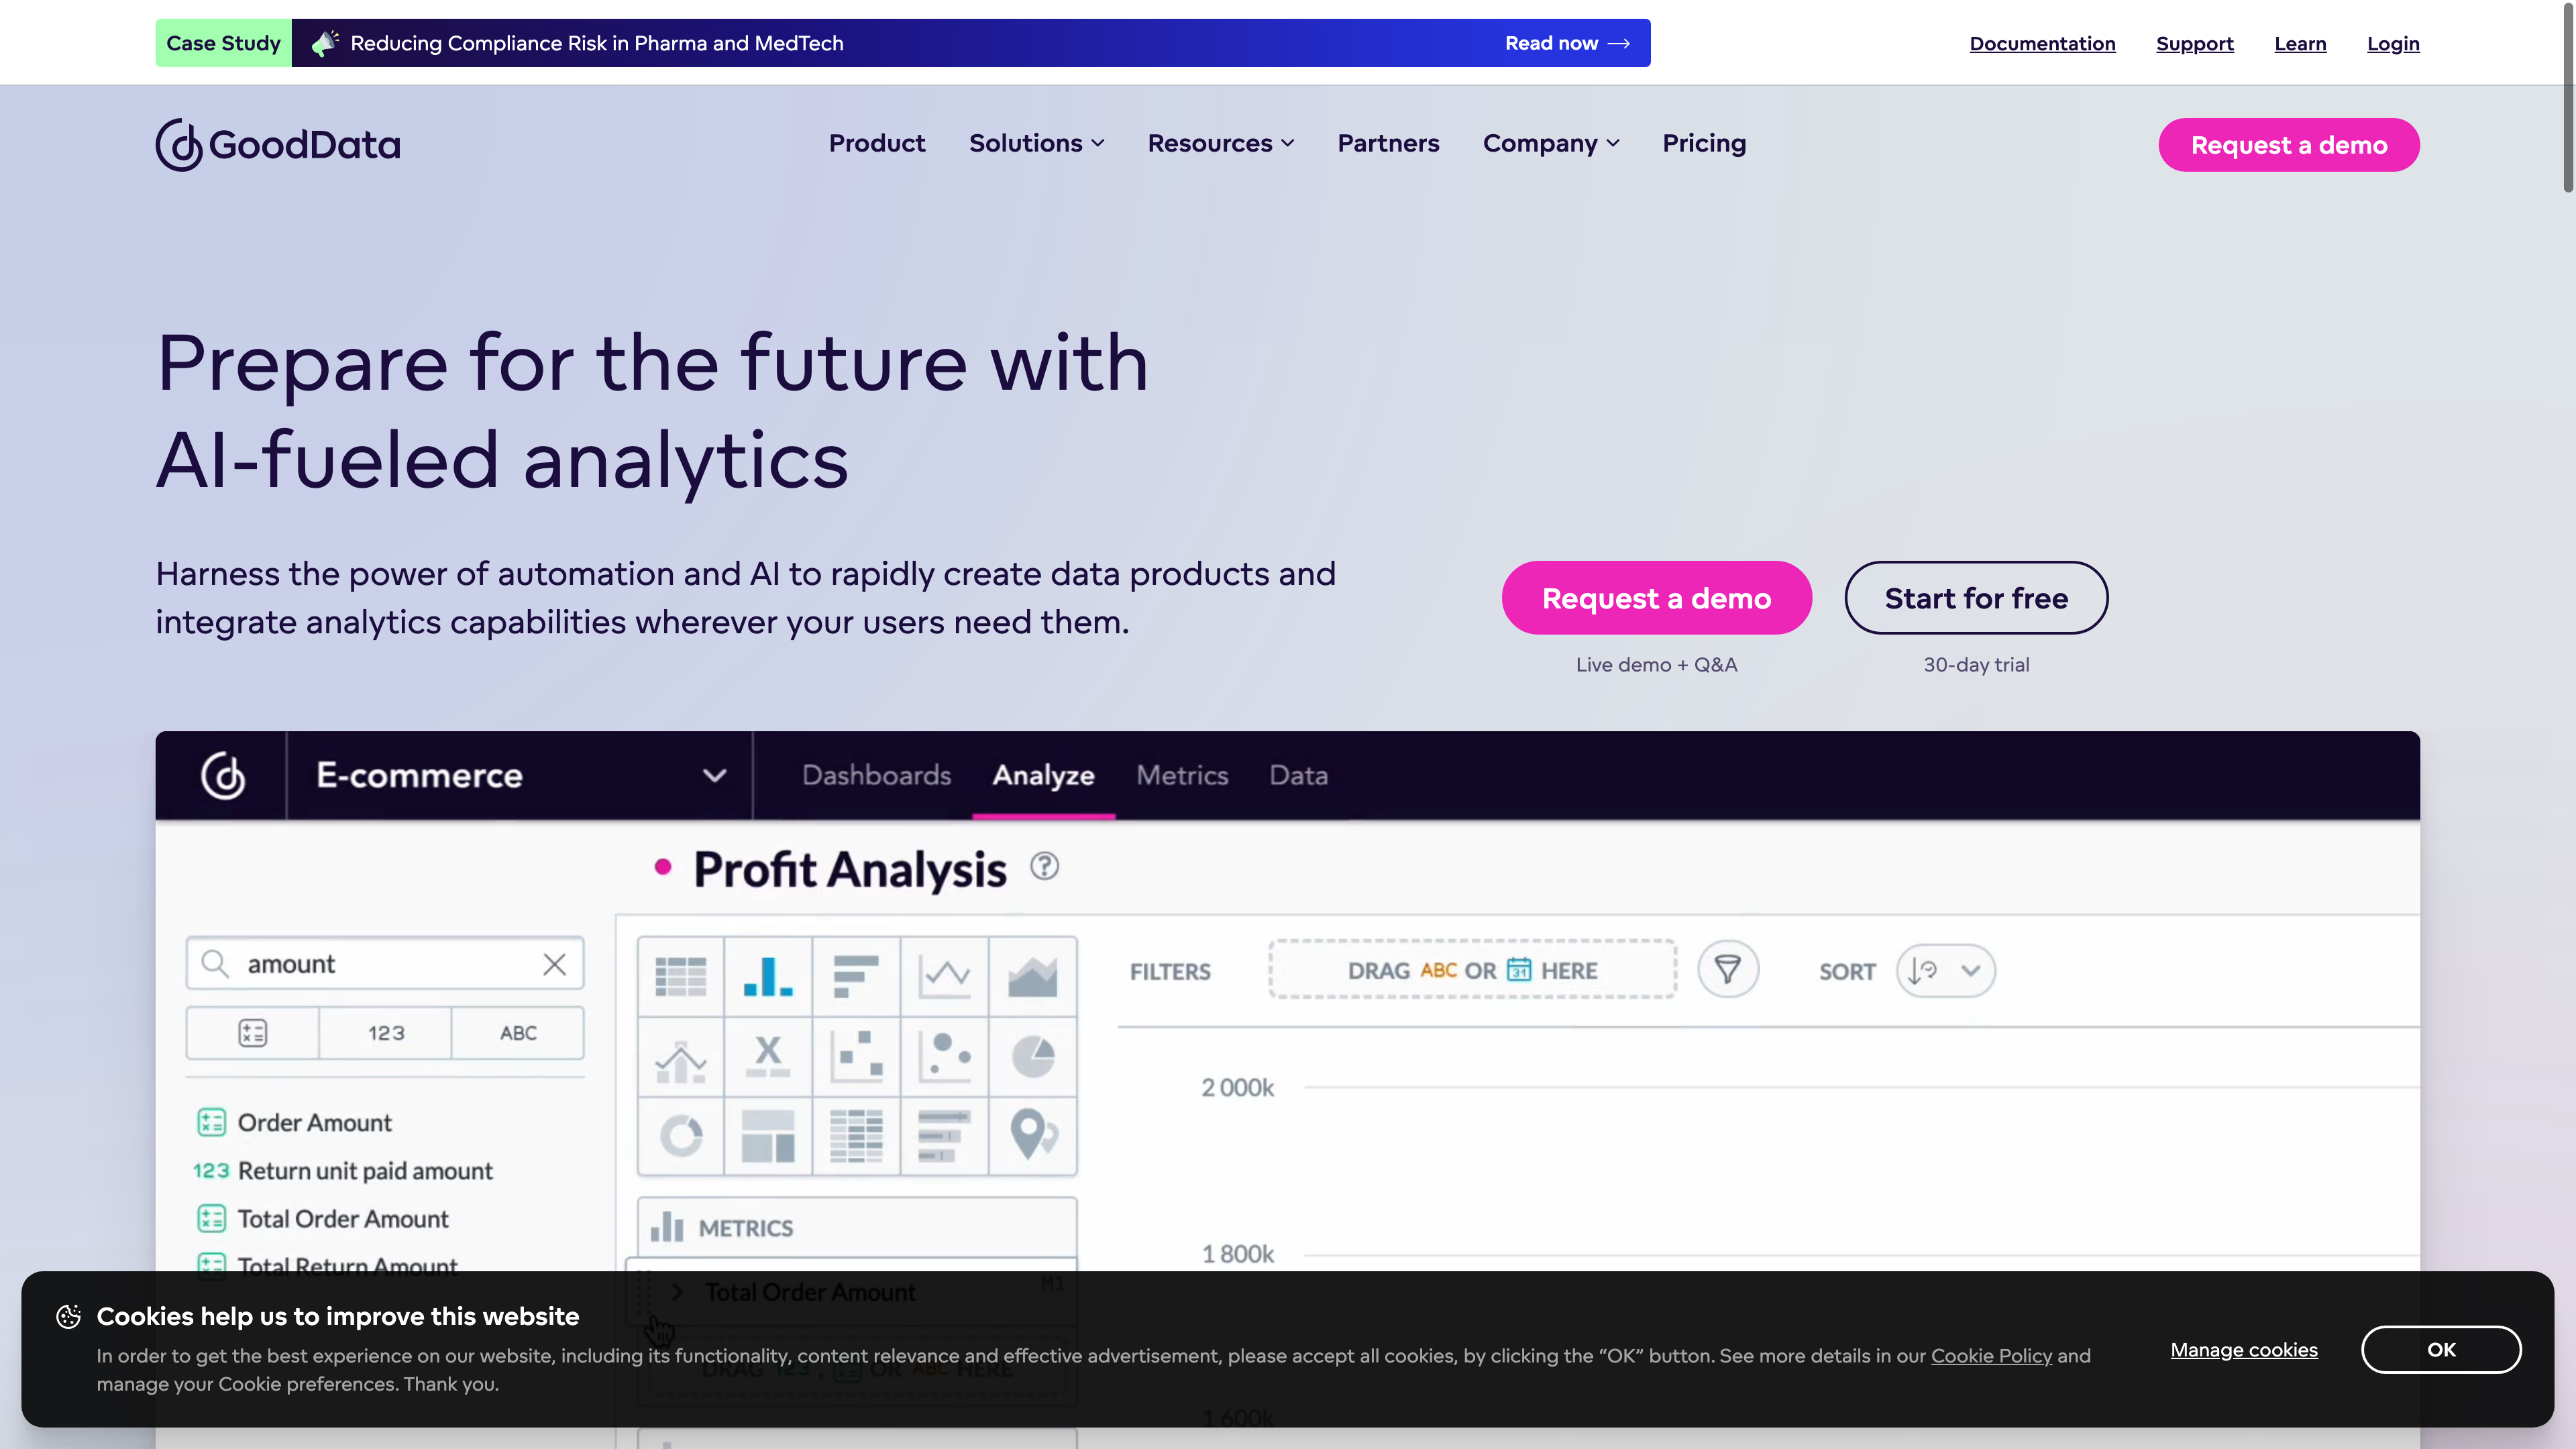 Case Study
Reducing Compliance Risk in Pharma and MedTech
Read now
Documentation
Support
Learn
Login
GoodData
Product
Solutions
Resources
Partners
Company
Pricing
Request a demo
Prepare for the future with
AI-fueled analytics
Harness the power of automation and AI to rapidly create data products and
integrate analytics capabilities wherever your users need them.
Request a demo
Start for free
Live demo + Q&A
30-day trial
E-commerce
Dashboards
Analyze
Metrics
Data
Profit Analysis
amount
123
ABC
Order Amount
123 Return unit paid amount
Total Order Amount
Total Return Amount
X
METRICS
Total Order Amount
M1
DRAG 123, OR ABC HERE
FILTERS
DRAG ABC OR 31 HERE
SORT
2 000k
1 800k
1 600k
Cookies help us to improve this website
In order to get the best experience on our website, including its functionality, content relevance and effective advertisement, please accept all cookies, by clicking the “OK” button. See more details in our Cookie Policy and
manage your Cookie preferences. Thank you.
Manage cookies
OK